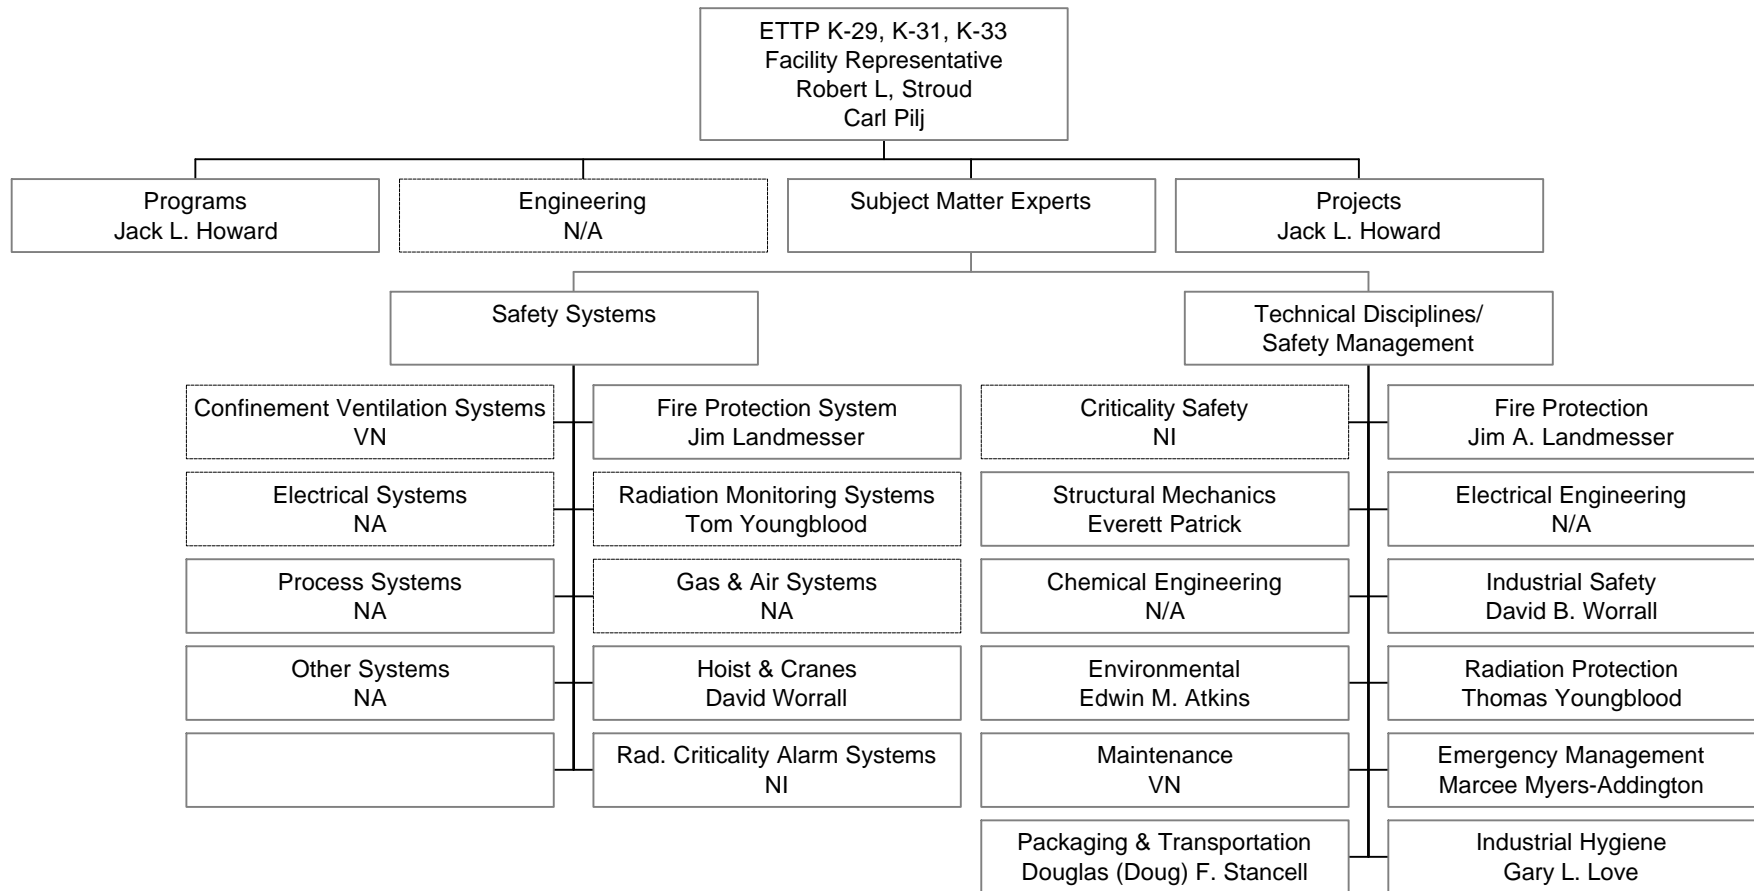 ETTP K-29, K-31, K-33
Facility Representative
Robert L, Stroud
Carl Pilj
Programs
Jack L. Howard
Engineering
N/A
Subject Matter Experts
Projects
Jack L. Howard
Safety Systems
Technical Disciplines/
Safety Management
Confinement Ventilation Systems
VN
Fire Protection System
Jim Landmesser
Criticality Safety
NI
Fire Protection
Jim A. Landmesser
Electrical Systems
NA
Radiation Monitoring Systems
Tom Youngblood
Structural Mechanics
Everett Patrick
Electrical Engineering
N/A
Process Systems
NA
Gas & Air Systems
NA
Chemical Engineering
N/A
Industrial Safety
David B. Worrall
Other Systems
NA
Hoist & Cranes
David Worrall
Environmental
Edwin M. Atkins
Radiation Protection
Thomas Youngblood
Rad. Criticality Alarm Systems
NI
Maintenance
VN
Emergency Management
Marcee Myers-Addington
Packaging & Transportation
Douglas (Doug) F. Stancell
Industrial Hygiene
Gary L. Love